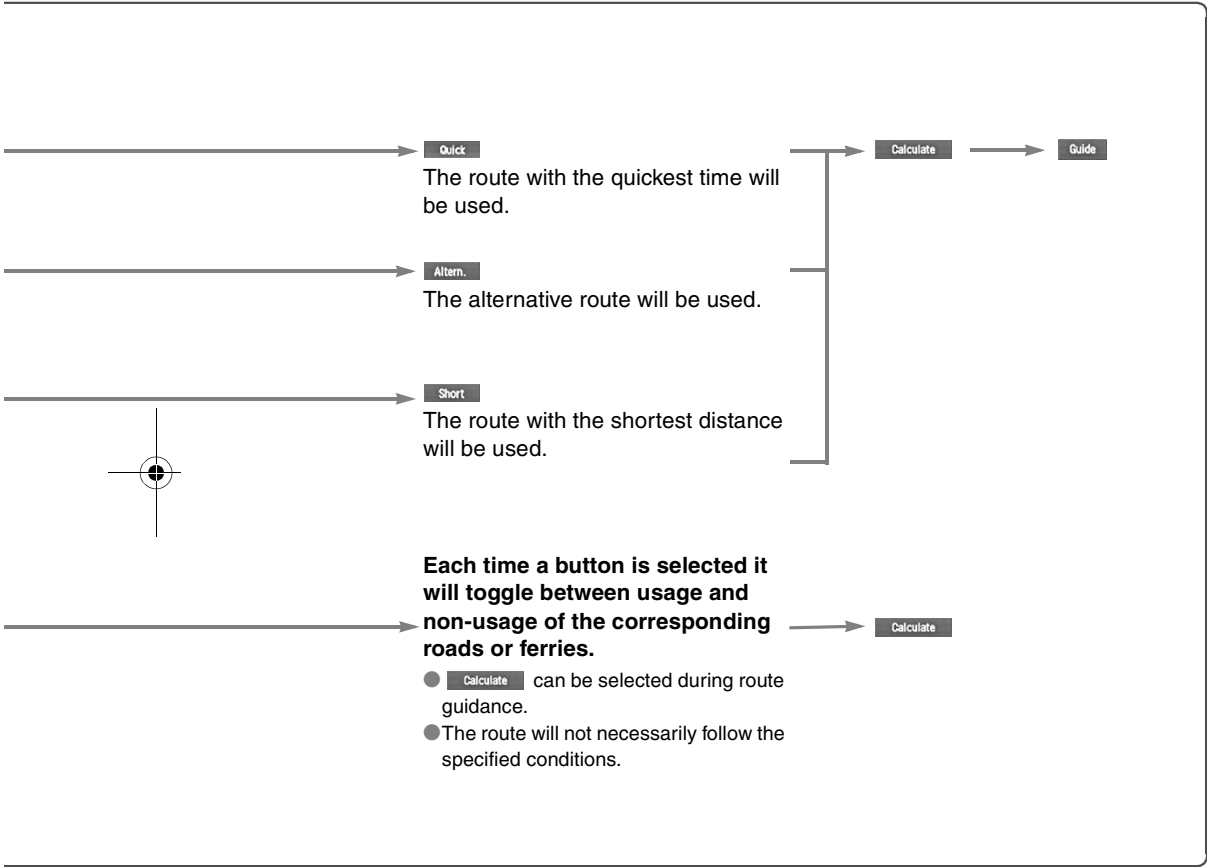 Quick
The route with the quickest time will
be used.
Calculate
Guide
Altern.
The alternative route will be used.
Short
The route with the shortest distance
will be used.
Each time a button is selected it
will toggle between usage and
non-usage of the corresponding
roads or ferries.
Calculate
● Calculate can be selected during route
guidance.
●The route will not necessarily follow the
specified conditions.